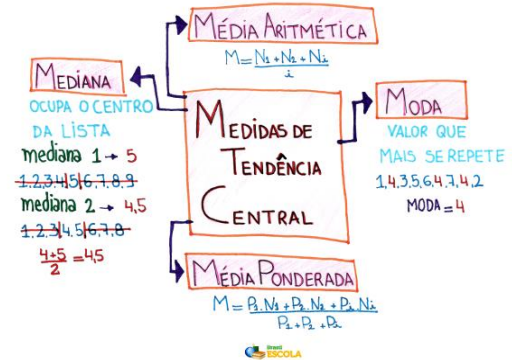 MÉDIA ARITMÉTICA
M = N₁ + N₂ + Nᵢ
i
MEDIANA
OCUPA O CENTRO
DA LISTA
mediana 1 → 5
1,2,3,4|5|6,7,8,9
mediana 2 → 4,5
1,2,3|4,5|6,7,8
4+5
2
= 4,5
MEDIDAS DE
TENDÊNCIA
CENTRAL
MODA
VALOR QUE
MAIS SE REPETE
1,4,3,5,6,4,7,4,2
MODA = 4
MÉDIA PONDERADA
M = P₁.N₁ + P₂.N₂ + Pᵢ.Nᵢ
P₁ + P₂ + Pᵢ
Brasil
ESCOLA